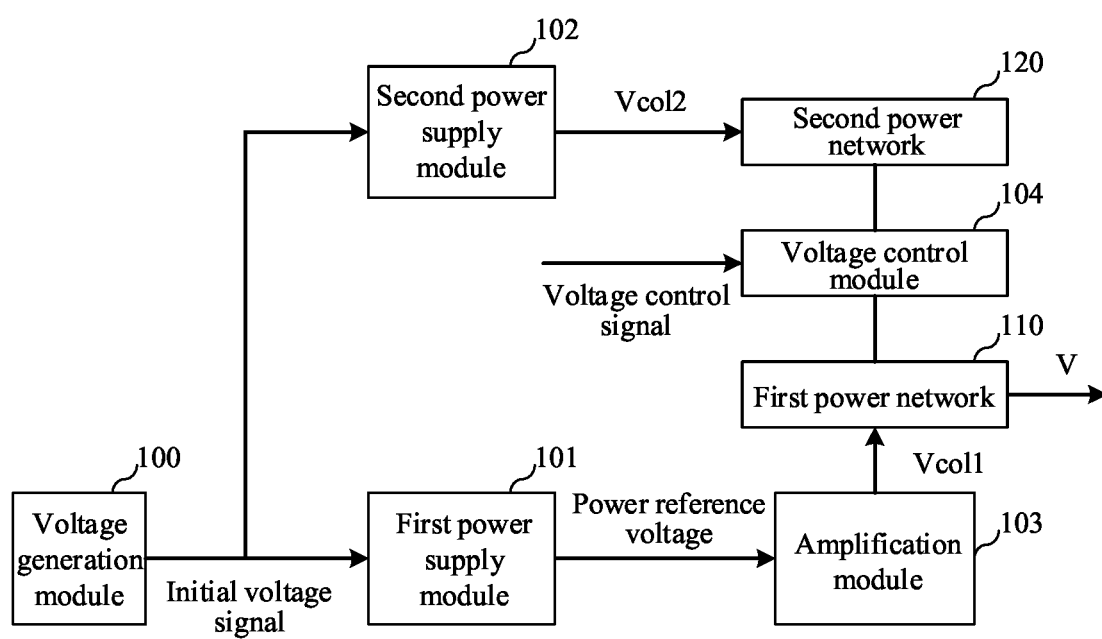 102
Second power
supply
module
Vcol2
120
Second power
network
104
Voltage control
module
Voltage control
signal
110
First power network
V
Vcol1
100
Voltage
generation
module
Initial voltage
signal
101
First power
supply
module
Power reference
voltage
103
Amplification
module